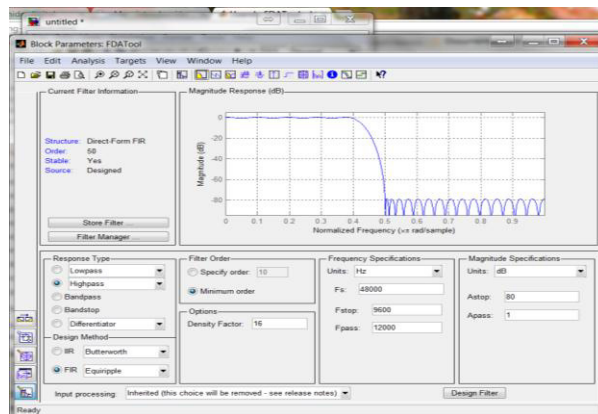 untitled *
Block Parameters: FDATool
File Edit Analysis Targets View Window Help
Current Filter Information
Structure: Direct-Form FIR
Order: 50
Stable: Yes
Source: Designed
Store Filter ...
Filter Manager ...
Magnitude Response (dB)
Magnitude (dB)
0
-20
-40
-60
-80
0 0.1 0.2 0.3 0.4 0.5 0.6 0.7 0.8 0.9
Normalized Frequency (×π rad/sample)
Response Type
Lowpass
Highpass
Bandpass
Bandstop
Differentiator
Design Method
IIR Butterworth
FIR Equiripple
Filter Order
Specify order: 10
Minimum order
Options
Density Factor: 16
Frequency Specifications
Units: Hz
Fs: 48000
Fstop: 9600
Fpass: 12000
Magnitude Specifications
Units: dB
Astop: 80
Apass: 1
Input processing: Inherited (this choice will be removed - see release notes)
Design Filter
Ready